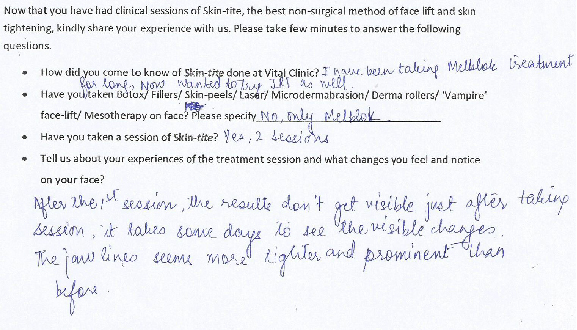 Now that you have had clinical sessions of Skin-tite, the best non-surgical method of face lift and skin
tightening, kindly share your experience with us. Please take few minutes to answer the following
questions.
• How did you come to know of Skin-tite done at Vital Clinic? I have been taking Melblok treatment
for long, Now wanted to try this as well.
• Have you taken Botox/ Fillers/ Skin-peels/ Laser/ Microdermabrasion/ Derma rollers/ 'Vampire'
face-lift/ Mesotherapy on face? Please specify No, only Melblok.
• Have you taken a session of Skin-tite? Yes, 2 sessions
• Tell us about your experiences of the treatment session and what changes you feel and notice
on your face?
After the 1st session, the results don't get visible just after taking
session, it takes some days to see the visible changes.
The jaw lines seems more tighter and prominent than
before.